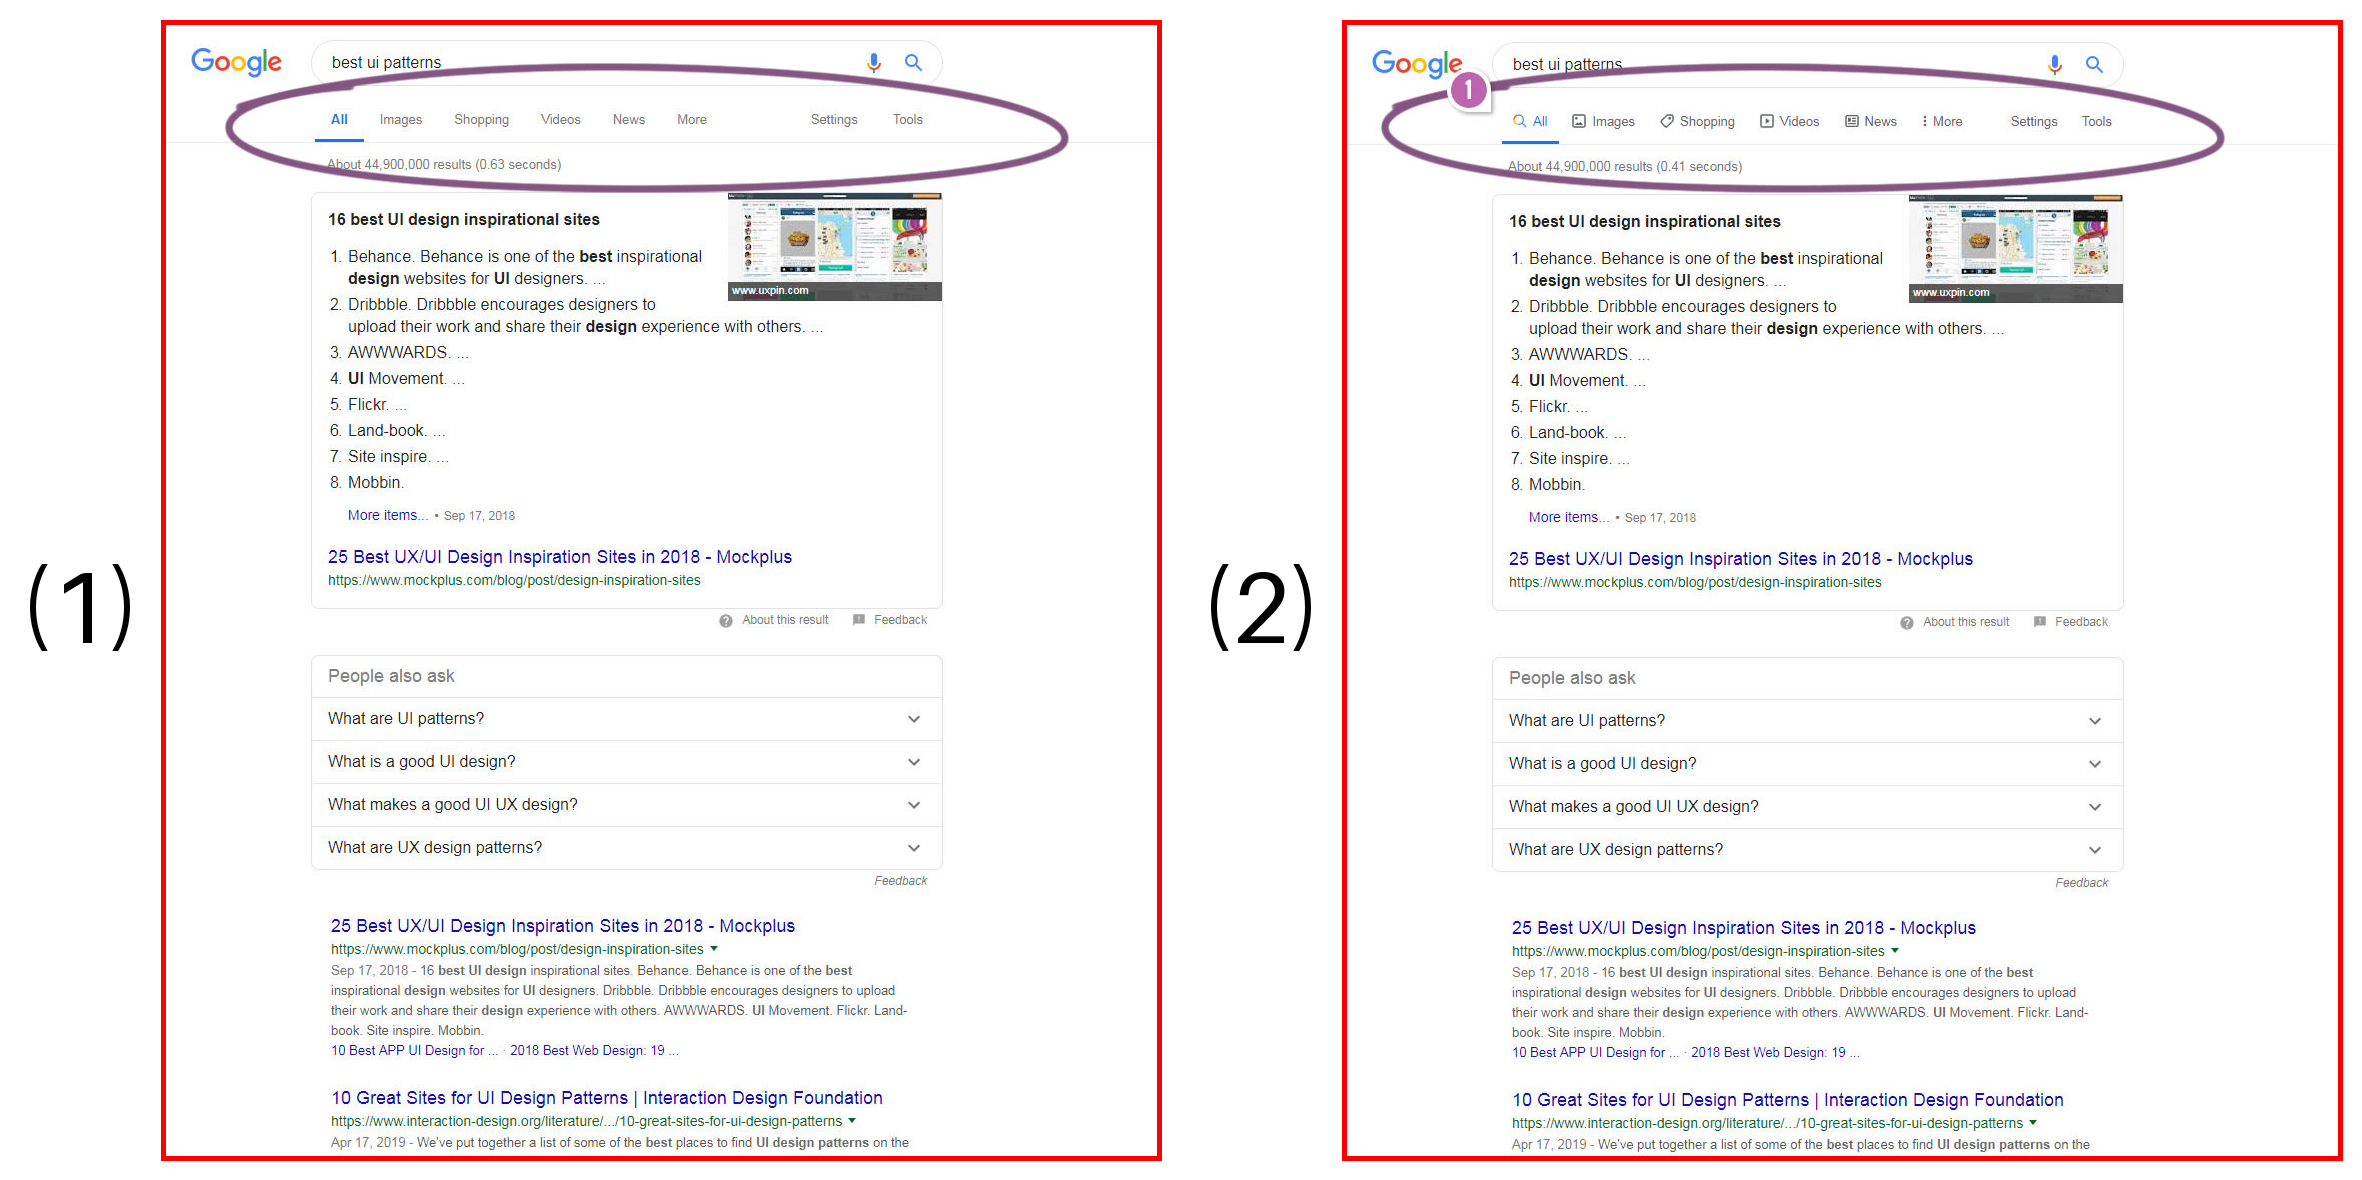 (1)
Google
best ui patterns
All Images Shopping Videos News More Settings Tools
About 44,900,000 results (0.63 seconds)
16 best UI design inspirational sites
1. Behance. Behance is one of the best inspirational
design websites for UI designers. ...
2. Dribbble. Dribbble encourages designers to
upload their work and share their design experience with others. ...
3. AWWWARDS. ...
4. UI Movement. ...
5. Flickr. ...
6. Land-book. ...
7. Site inspire. ...
8. Mobbin.
www.uxpin.com
More items... • Sep 17, 2018
25 Best UX/UI Design Inspiration Sites in 2018 - Mockplus
https://www.mockplus.com/blog/post/design-inspiration-sites
About this result Feedback
People also ask
What are UI patterns?
What is a good UI design?
What makes a good UI UX design?
What are UX design patterns?
Feedback
25 Best UX/UI Design Inspiration Sites in 2018 - Mockplus
https://www.mockplus.com/blog/post/design-inspiration-sites
Sep 17, 2018 - 16 best UI design inspirational sites. Behance. Behance is one of the best
inspirational design websites for UI designers. Dribbble. Dribbble encourages designers to upload
their work and share their design experience with others. AWWWARDS. UI Movement. Flickr. Land-
book. Site inspire. Mobbin.
10 Best APP UI Design for ... · 2018 Best Web Design: 19 ...
10 Great Sites for UI Design Patterns | Interaction Design Foundation
https://www.interaction-design.org/literature/.../10-great-sites-for-ui-design-patterns
Apr 17, 2019 - We've put together a list of some of the best places to find UI design patterns on the
(2)
Google
best ui patterns
1
All Images Shopping Videos News More Settings Tools
About 44,900,000 results (0.41 seconds)
16 best UI design inspirational sites
1. Behance. Behance is one of the best inspirational
design websites for UI designers. ...
2. Dribbble. Dribbble encourages designers to
upload their work and share their design experience with others. ...
3. AWWWARDS. ...
4. UI Movement. ...
5. Flickr. ...
6. Land-book. ...
7. Site inspire. ...
8. Mobbin.
www.uxpin.com
More items... • Sep 17, 2018
25 Best UX/UI Design Inspiration Sites in 2018 - Mockplus
https://www.mockplus.com/blog/post/design-inspiration-sites
About this result Feedback
People also ask
What are UI patterns?
What is a good UI design?
What makes a good UI UX design?
What are UX design patterns?
Feedback
25 Best UX/UI Design Inspiration Sites in 2018 - Mockplus
https://www.mockplus.com/blog/post/design-inspiration-sites
Sep 17, 2018 - 16 best UI design inspirational sites. Behance. Behance is one of the best
inspirational design websites for UI designers. Dribbble. Dribbble encourages designers to upload
their work and share their design experience with others. AWWWARDS. UI Movement. Flickr. Land-
book. Site inspire. Mobbin.
10 Best APP UI Design for ... · 2018 Best Web Design: 19 ...
10 Great Sites for UI Design Patterns | Interaction Design Foundation
https://www.interaction-design.org/literature/.../10-great-sites-for-ui-design-patterns
Apr 17, 2019 - We've put together a list of some of the best places to find UI design patterns on the